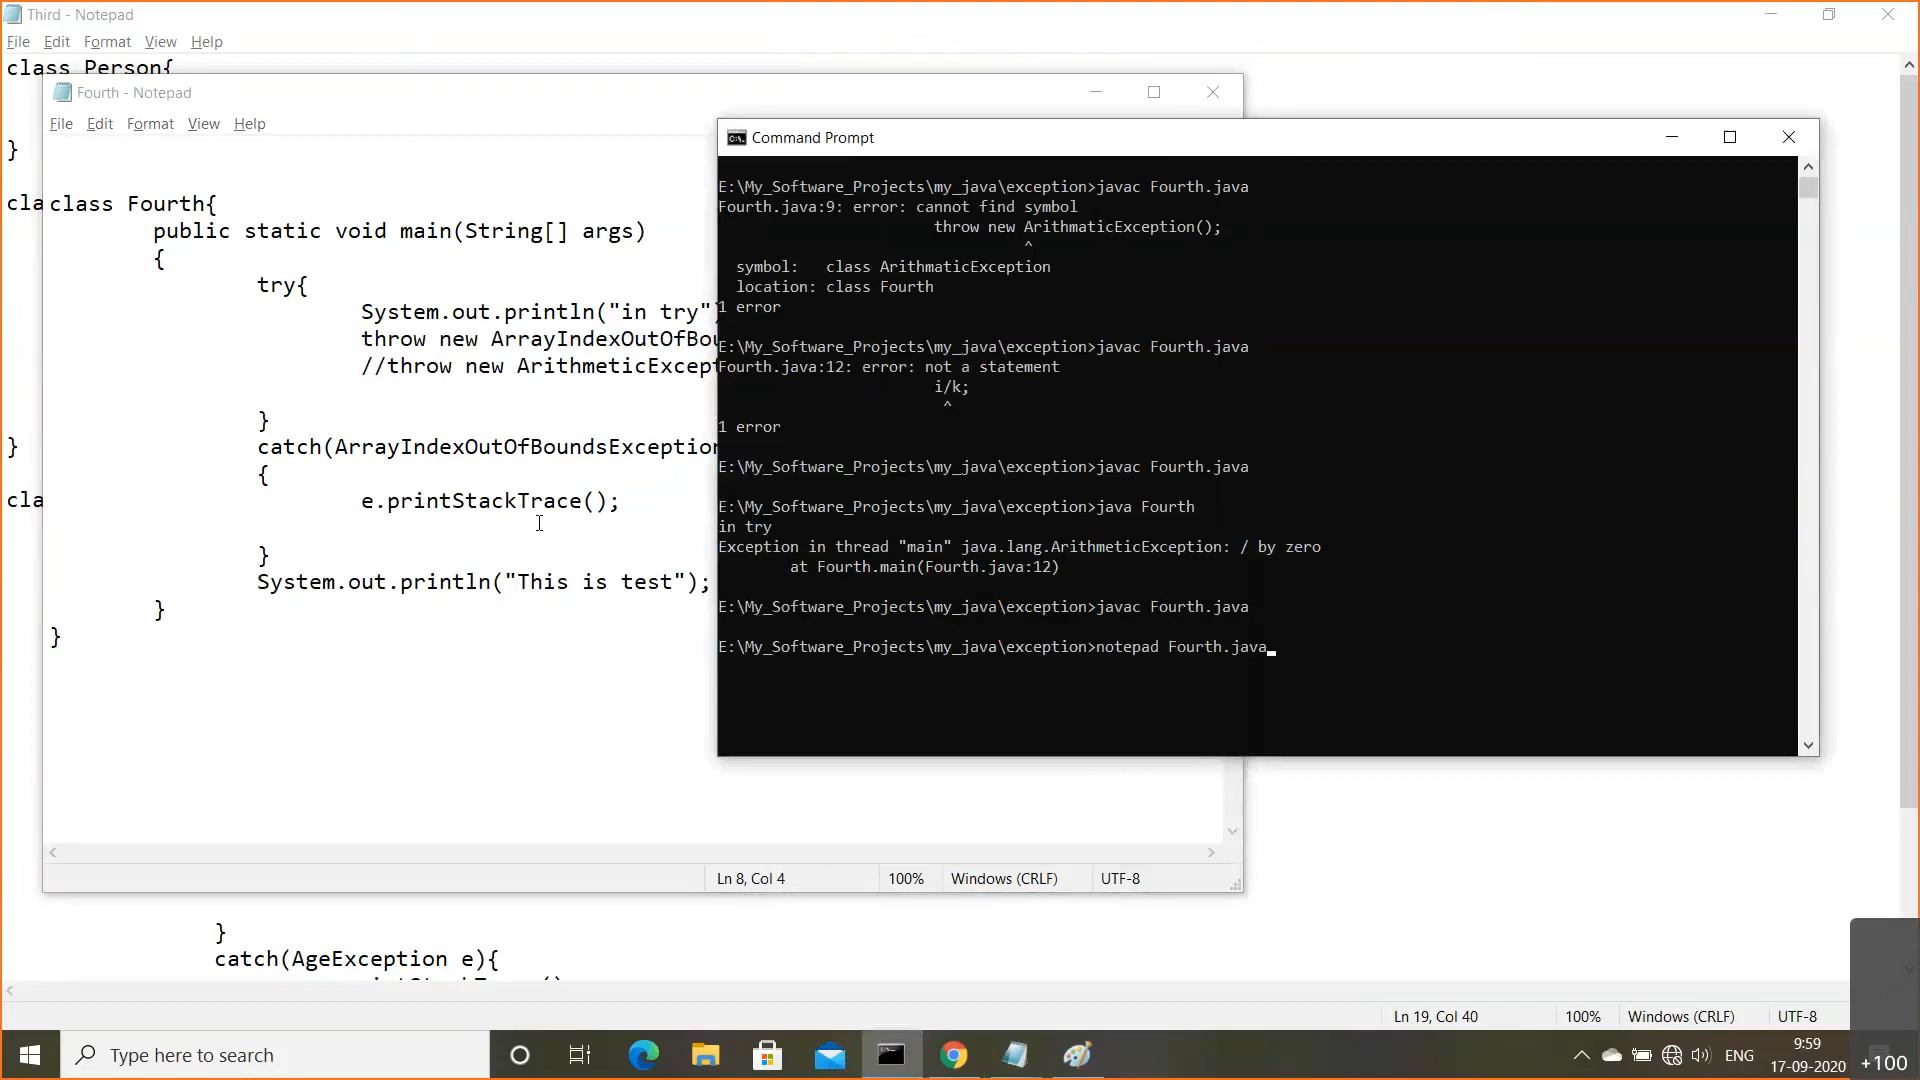 Third - Notepad
File Edit Format View Help
class Person{
}
cla
}
cla
Fourth - Notepad
File Edit Format View Help
class Fourth{
public static void main(String[] args)
{
try{
System.out.println("in try")
throw new ArrayIndexOutOfBou
//throw new ArithmeticExcept
}
catch(ArrayIndexOutOfBoundsException
{
e.printStackTrace();
}
System.out.println("This is test");
}
}
Ln 8, Col 4 100% Windows (CRLF) UTF-8
Command Prompt
E:\My_Software_Projects\my_java\exception>javac Fourth.java
Fourth.java:9: error: cannot find symbol
throw new ArithmaticException();
^
symbol: class ArithmaticException
location: class Fourth
1 error
E:\My_Software_Projects\my_java\exception>javac Fourth.java
Fourth.java:12: error: not a statement
i/k;
^
1 error
E:\My_Software_Projects\my_java\exception>javac Fourth.java
E:\My_Software_Projects\my_java\exception>java Fourth
in try
Exception in thread "main" java.lang.ArithmeticException: / by zero
at Fourth.main(Fourth.java:12)
E:\My_Software_Projects\my_java\exception>javac Fourth.java
E:\My_Software_Projects\my_java\exception>notepad Fourth.java
}
catch(AgeException e){
Ln 19, Col 40 100% Windows (CRLF) UTF-8
Type here to search
ENG
9:59
17-09-2020
+100